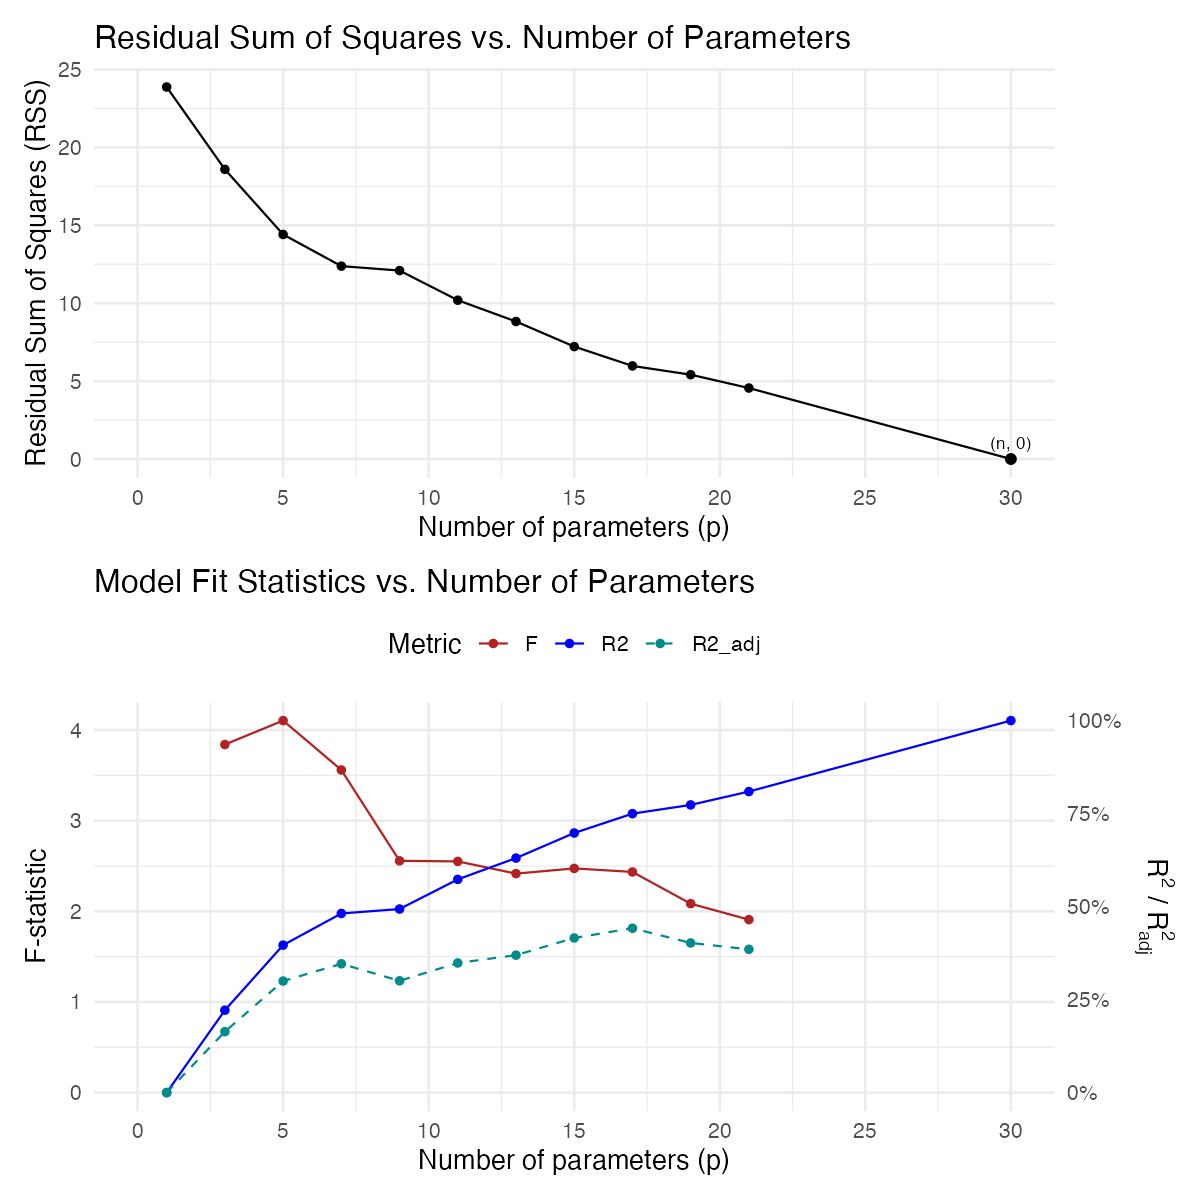 Residual Sum of Squares vs. Number of Parameters
Residual Sum of Squares (RSS)
25
20
15
10
5
0
(n, 0)
0 5 10 15 20 25 30
Number of parameters (p)
Model Fit Statistics vs. Number of Parameters
Metric F R2 R2_adj
F-statistic
4
3
2
1
0
100%
75%
50%
25%
0%
R² / R²adj
0 5 10 15 20 25 30
Number of parameters (p)